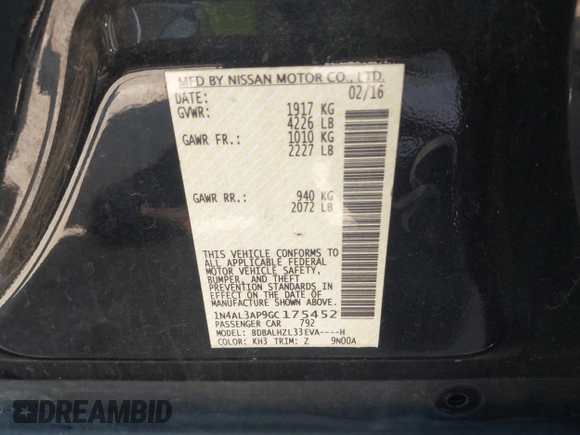 MFD BY NISSAN MOTOR CO., LTD.
DATE: 02/16
GVWR: 1917 KG
4226 LB
GAWR FR.: 1010 KG
2227 LB
GAWR RR.: 940 KG
2072 LB
THIS VEHICLE CONFORMS TO
ALL APPLICABLE FEDERAL
MOTOR VEHICLE SAFETY,
BUMPER, AND THEFT
PREVENTION STANDARDS IN
EFFECT ON THE DATE OF
MANUFACTURE SHOWN ABOVE.
1N4AL3AP9GC175452
PASSENGER CAR 792
MODEL: BDBALHZL33EVA----H
COLOR: KH3 TRIM: Z 9N00A
DREAMBID